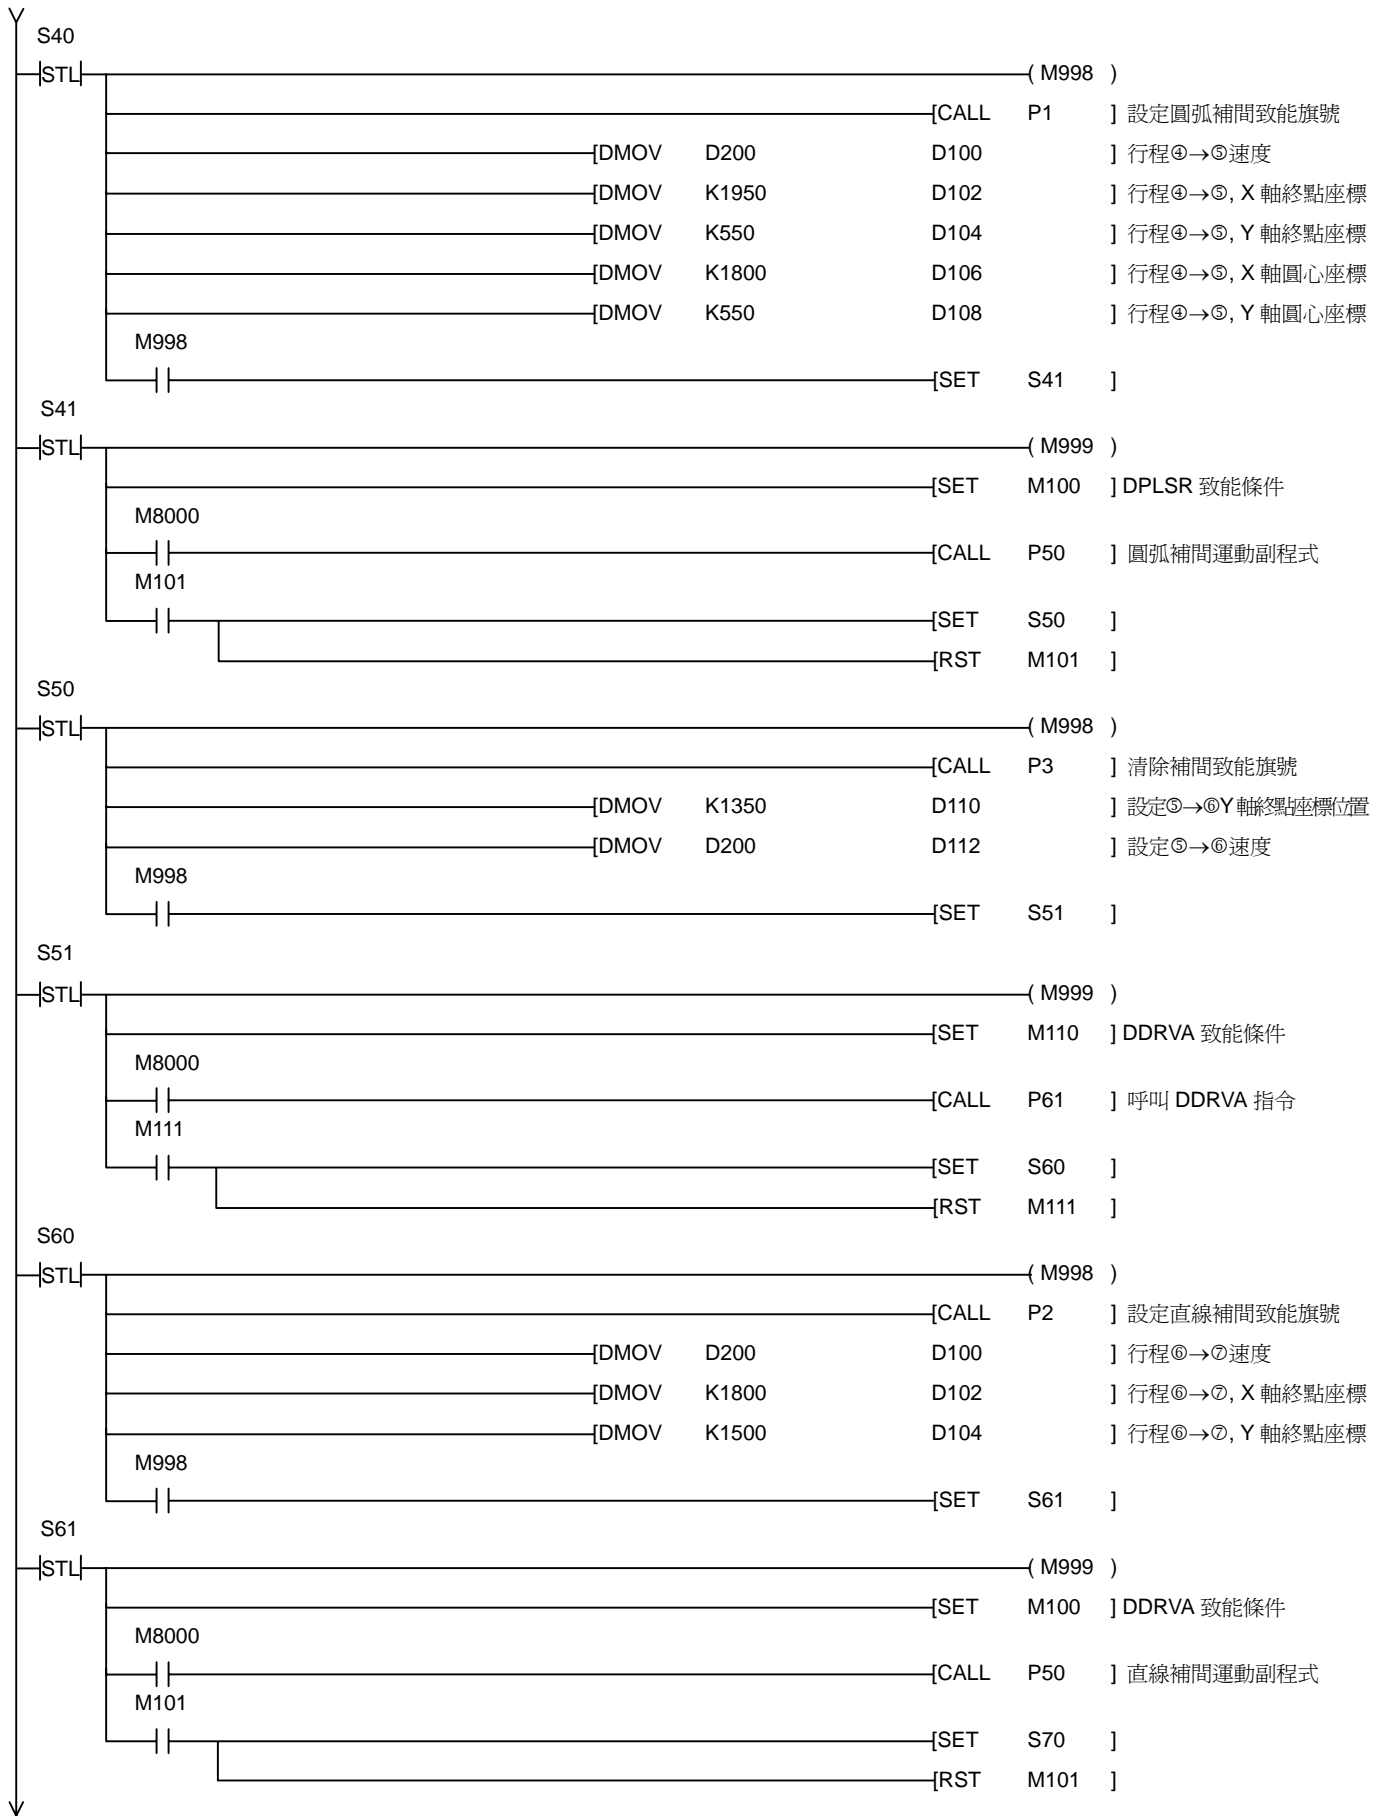 S40
STL ( M998 )
[CALL P1 ] 設定圓弧補間致能旗號
[DMOV D200 D100 ] 行程④→⑤速度
[DMOV K1950 D102 ] 行程④→⑤, X 軸終點座標
[DMOV K550 D104 ] 行程④→⑤, Y 軸終點座標
[DMOV K1800 D106 ] 行程④→⑤, X 軸圓心座標
[DMOV K550 D108 ] 行程④→⑤, Y 軸圓心座標
M998
[SET S41 ]
S41
STL ( M999 )
[SET M100 ] DPLSR 致能條件
M8000
[CALL P50 ] 圓弧補間運動副程式
M101
[SET S50 ]
[RST M101 ]
S50
STL ( M998 )
[CALL P3 ] 清除補間致能旗號
[DMOV K1350 D110 ] 設定⑤→⑥Y 軸終點座標位置
[DMOV D200 D112 ] 設定⑤→⑥速度
M998
[SET S51 ]
S51
STL ( M999 )
[SET M110 ] DDRVA 致能條件
M8000
[CALL P61 ] 呼叫 DDRVA 指令
M111
[SET S60 ]
[RST M111 ]
S60
STL ( M998 )
[CALL P2 ] 設定直線補間致能旗號
[DMOV D200 D100 ] 行程⑥→⑦速度
[DMOV K1800 D102 ] 行程⑥→⑦, X 軸終點座標
[DMOV K1500 D104 ] 行程⑥→⑦, Y 軸終點座標
M998
[SET S61 ]
S61
STL ( M999 )
[SET M100 ] DDRVA 致能條件
M8000
[CALL P50 ] 直線補間運動副程式
M101
[SET S70 ]
[RST M101 ]